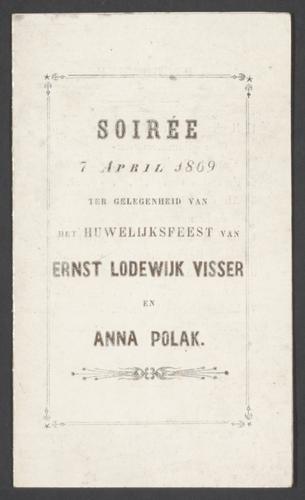 SOIRÉE
7 APRIL 1869
TER GELEGENHEID VAN
HET HUWELIJKSFEEST VAN
ERNST LODEWIJK VISSER
EN
ANNA POLAK.